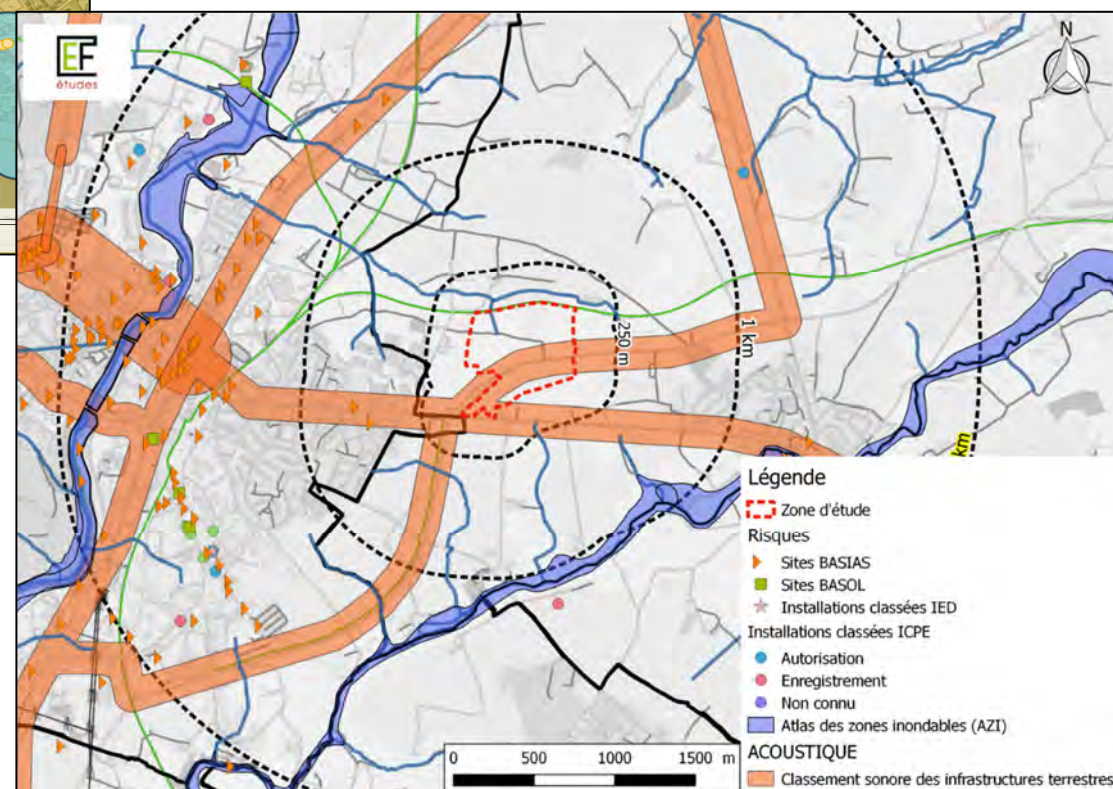 EF
études
N
250 m
1 km
km
Légende
Zone d'étude
Risques
Sites BASIAS
Sites BASOL
Installations classées IED
Installations classées ICPE
Autorisation
Enregistrement
Non connu
Atlas des zones inondables (AZI)
ACOUSTIQUE
Classement sonore des infrastructures terrestres
0 500 1000 1500 m